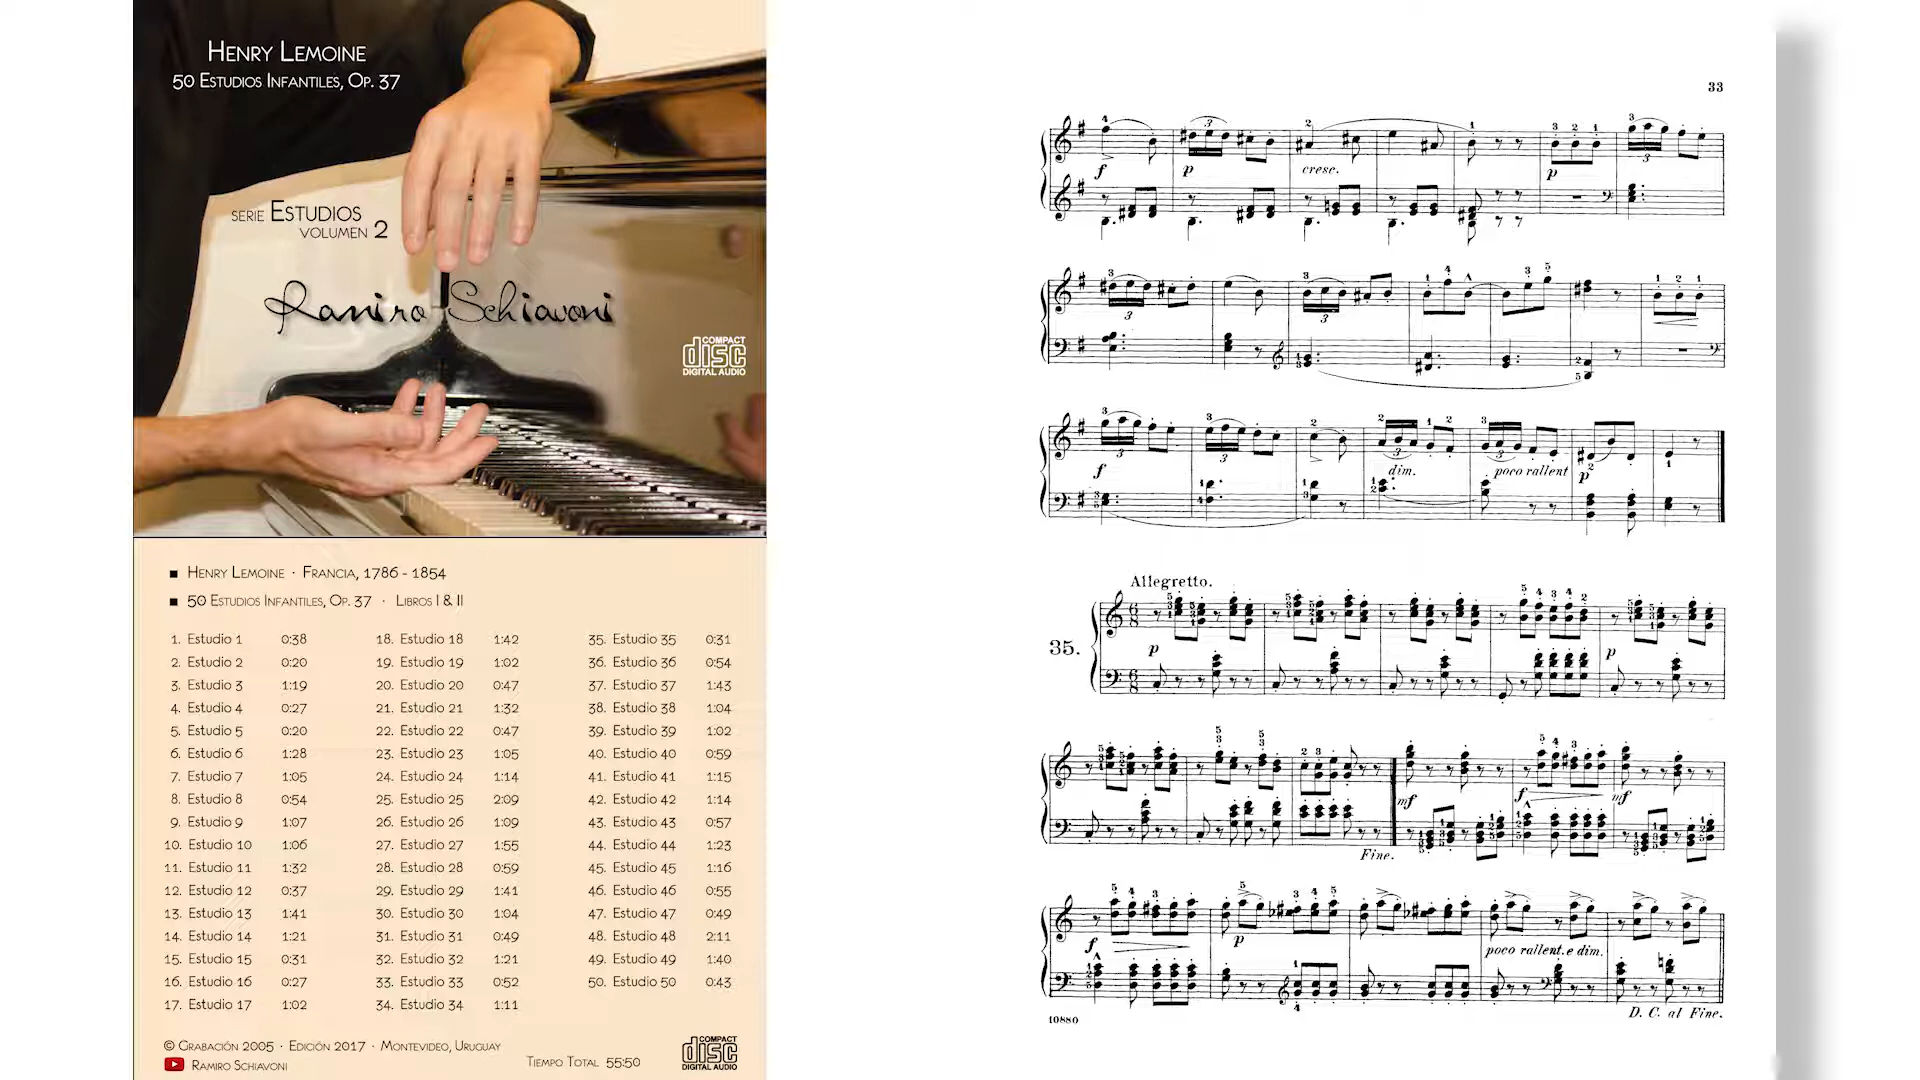 HENRY LEMOINE
50 ESTUDIOS INFANTILES, OP. 37
SERIE ESTUDIOS
VOLUMEN 2
Ramiro Schiavoni
COMPACT
disc
DIGITAL AUDIO
HENRY LEMOINE · FRANCIA, 1786 - 1854
50 ESTUDIOS INFANTILES, OP. 37 · LIBROS I & II
1. Estudio 1 0:38
2. Estudio 2 0:20
3. Estudio 3 1:19
4. Estudio 4 0:27
5. Estudio 5 0:20
6. Estudio 6 1:28
7. Estudio 7 1:05
8. Estudio 8 0:54
9. Estudio 9 1:07
10. Estudio 10 1:06
11. Estudio 11 1:32
12. Estudio 12 0:37
13. Estudio 13 1:41
14. Estudio 14 1:21
15. Estudio 15 0:31
16. Estudio 16 0:27
17. Estudio 17 1:02
18. Estudio 18 1:42
19. Estudio 19 1:02
20. Estudio 20 0:47
21. Estudio 21 1:32
22. Estudio 22 0:47
23. Estudio 23 1:05
24. Estudio 24 1:14
25. Estudio 25 2:09
26. Estudio 26 1:09
27. Estudio 27 1:55
28. Estudio 28 0:59
29. Estudio 29 1:41
30. Estudio 30 1:04
31. Estudio 31 0:49
32. Estudio 32 1:21
33. Estudio 33 0:52
34. Estudio 34 1:11
35. Estudio 35 0:31
36. Estudio 36 0:54
37. Estudio 37 1:43
38. Estudio 38 1:04
39. Estudio 39 1:02
40. Estudio 40 0:59
41. Estudio 41 1:15
42. Estudio 42 1:14
43. Estudio 43 0:57
44. Estudio 44 1:23
45. Estudio 45 1:16
46. Estudio 46 0:55
47. Estudio 47 0:49
48. Estudio 48 2:11
49. Estudio 49 1:40
50. Estudio 50 0:43
© GRABACIÓN 2005 · EDICIÓN 2017 · MONTEVIDEO, URUGUAY
RAMIRO SCHIAVONI
TIEMPO TOTAL 55:50
COMPACT
disc
DIGITAL AUDIO
33
f p cresc. p
f dim. poco rallent p
Allegretto.
35.
p p
mf f mf
Fine.
f p poco rallent. e dim.
D. C. al Fine.
10880